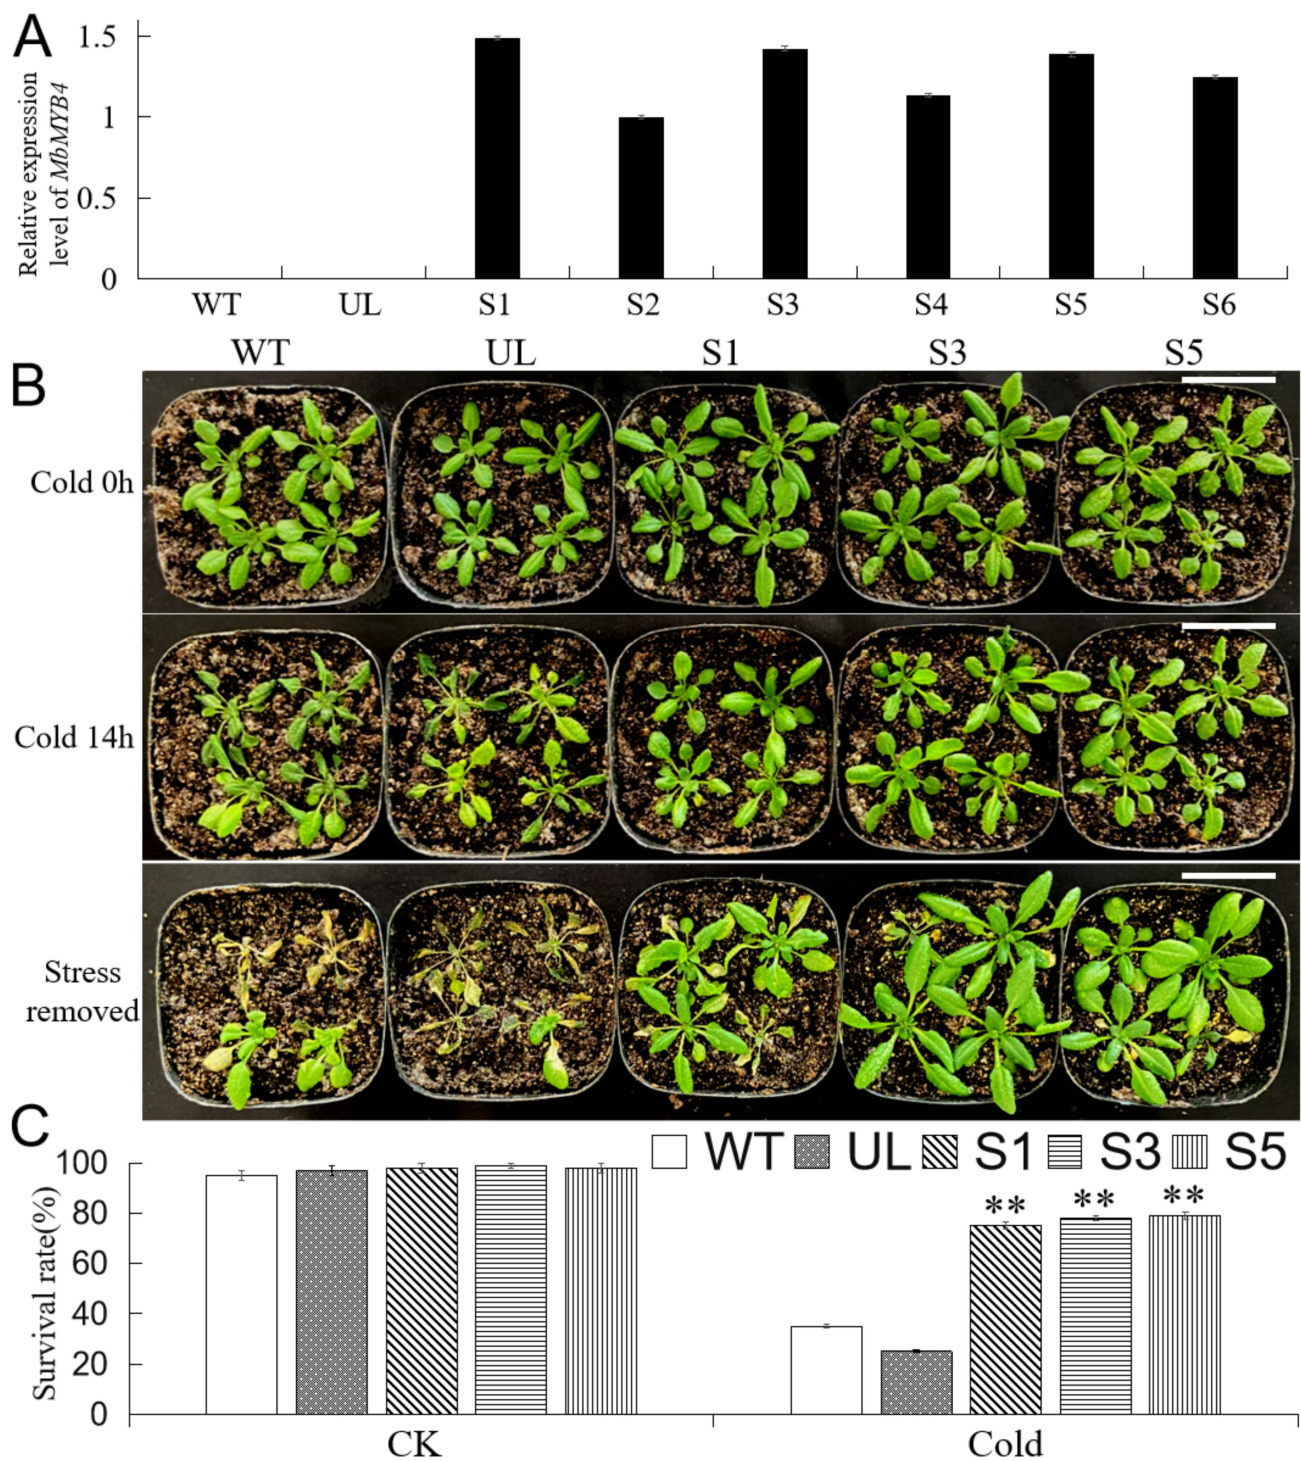 A
Relative expression
level of MbMYB4
1.5
1
0.5
0
WT UL S1 S2 S3 S4 S5 S6
B
WT UL S1 S3 S5
Cold 0h
Cold 14h
Stress
removed
C
WT UL S1 S3 S5
Survival rate(%)
100
80
60
40
20
0
** ** **
CK Cold